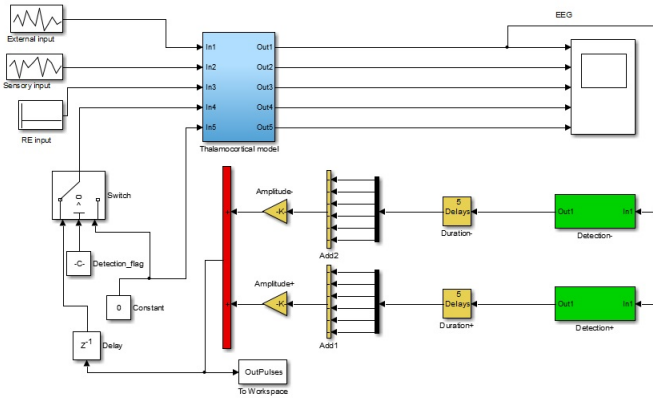 EEG
External input
In1
Out1
Sensory input
In2
Out2
In3
Out3
RE input
In4
Out4
In5
Out5
Thalamocortical model
Switch
Amplitude-
-K-
Add2
5
Delays
Duration-
Out1
In1
Detection-
-C-
Detection_flag
0
Constant
Amplitude+
-K-
Add1
5
Delays
Duration+
Out1
In1
Detection+
Z-1
Delay
OutPulses
To Workspace